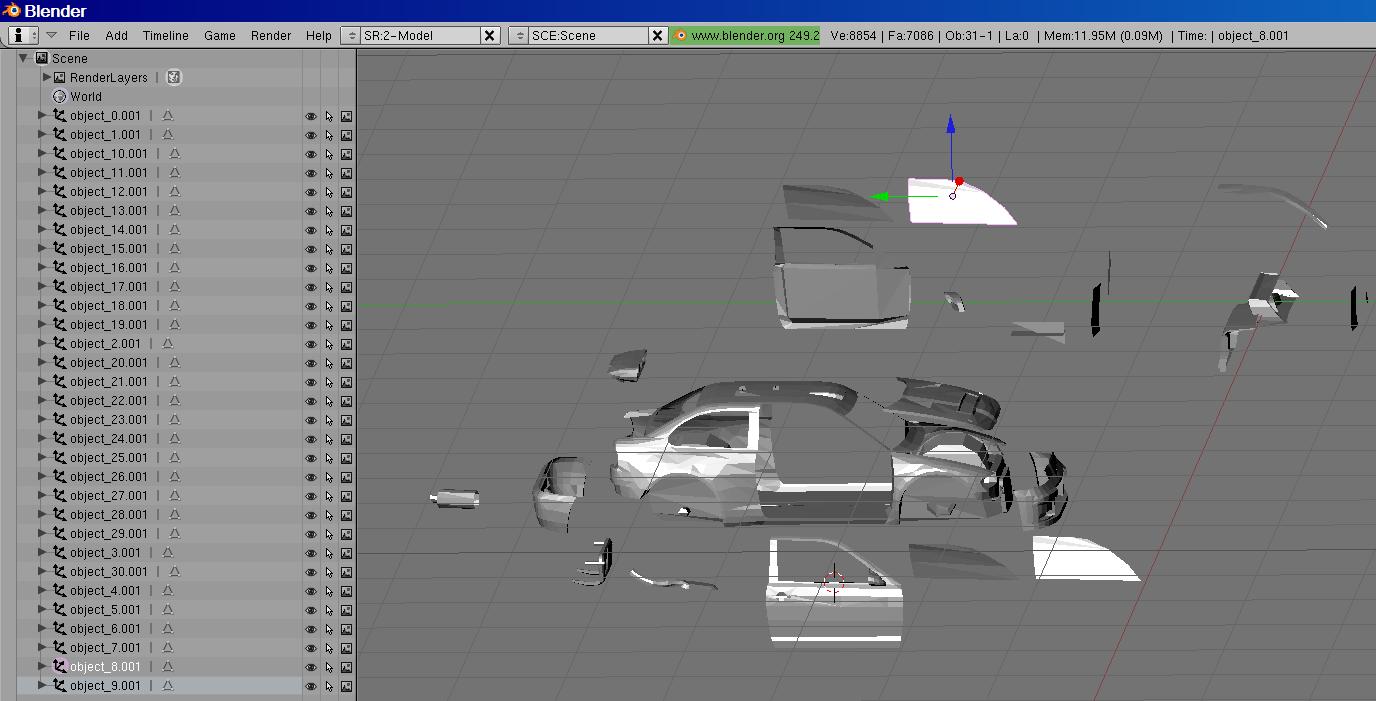 Blender
File Add Timeline Game Render Help SR:2-Model SCE:Scene www.blender.org 249.2 Ve:8854 | Fa:7086 | Ob:31-1 | La:0 | Mem:11.95M (0.09M) | Time: | object_8.001
Scene
RenderLayers |
World
object_0.001 |
object_1.001 |
object_10.001 |
object_11.001 |
object_12.001 |
object_13.001 |
object_14.001 |
object_15.001 |
object_16.001 |
object_17.001 |
object_18.001 |
object_19.001 |
object_2.001 |
object_20.001 |
object_21.001 |
object_22.001 |
object_23.001 |
object_24.001 |
object_25.001 |
object_26.001 |
object_27.001 |
object_28.001 |
object_29.001 |
object_3.001 |
object_30.001 |
object_4.001 |
object_5.001 |
object_6.001 |
object_7.001 |
object_8.001 |
object_9.001 |